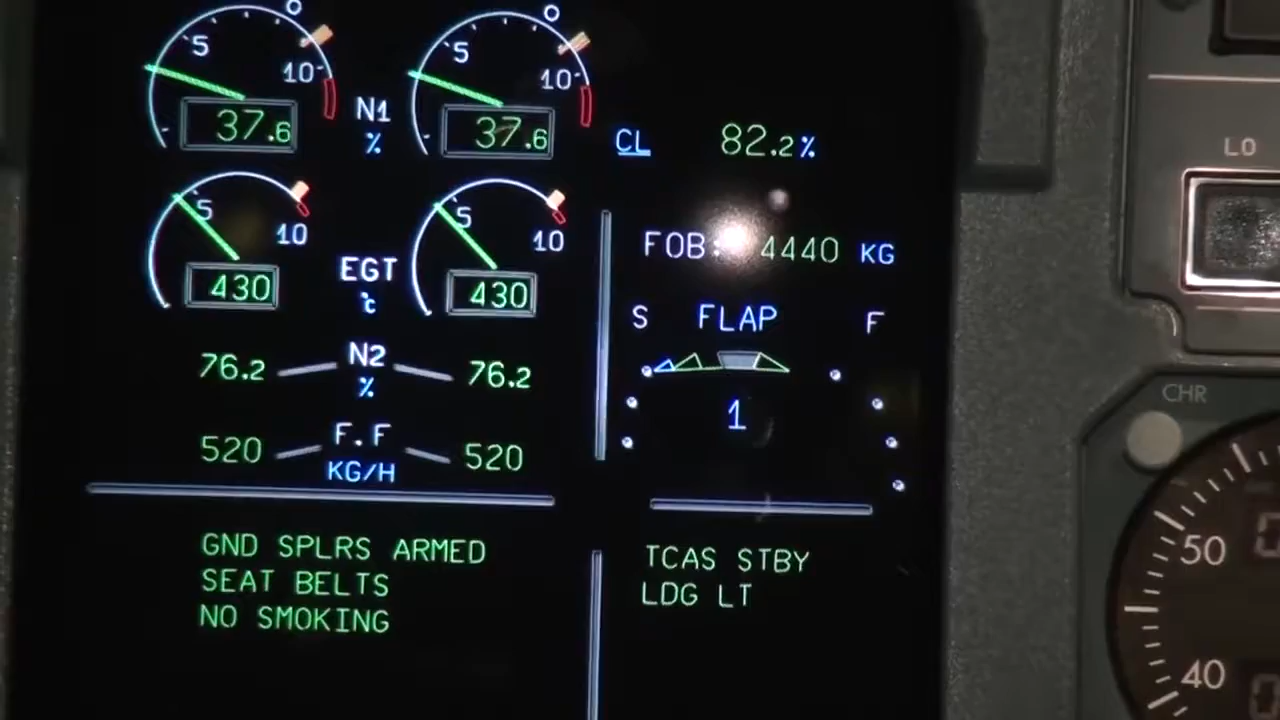 5 10
37.6 N1 % 37.6
5 10
CL 82.2%
5 10
430 EGT °c 430
5 10
FOB: 4440 KG
S FLAP F
1
76.2 N2 % 76.2
520 F.F KG/H 520
GND SPLRS ARMED
SEAT BELTS
NO SMOKING
TCAS STBY
LDG LT
LO
CHR
50
40